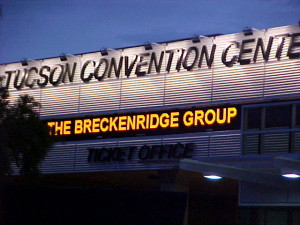 TUCSON CONVENTION CENTE
THE BRECKENRIDGE GROUP
TICKET OFFICE